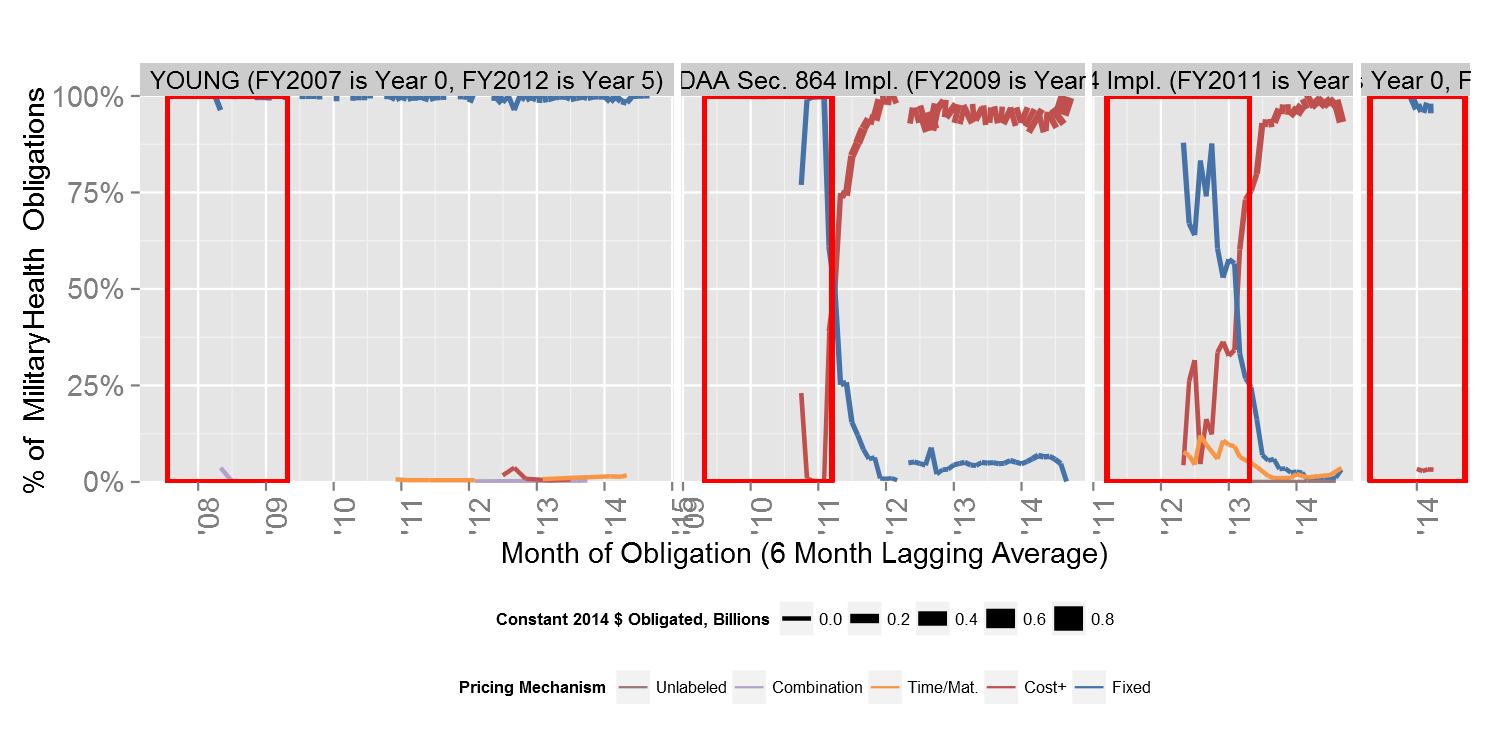 YOUNG (FY2007 is Year 0, FY2012 is Year 5)
DAA Sec. 864 Impl. (FY2009 is Year
4 Impl. (FY2011 is Year
s Year 0, F
% of MilitaryHealth Obligations
100%
75%
50%
25%
0%
'08 '09 '10 '11 '12 '13 '14 '15
'09 '10 '11 '12 '13 '14
'11 '12 '13 '14
'14
Month of Obligation (6 Month Lagging Average)
Constant 2014 $ Obligated, Billions 0.0 0.2 0.4 0.6 0.8
Pricing Mechanism Unlabeled Combination Time/Mat. Cost+ Fixed